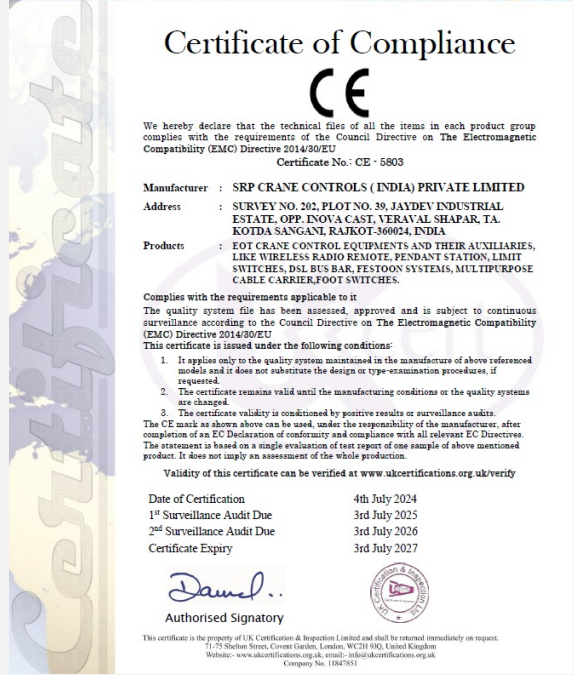 Certificate
Certificate of Compliance
CE
We hereby declare that the technical files of all the items in each product group
complies with the requirements of the Council Directive on The Electromagnetic
Compatibility (EMC) Directive 2014/30/EU
Certificate No.: CE - 5803
Manufacturer : SRP CRANE CONTROLS ( INDIA) PRIVATE LIMITED
Address : SURVEY NO. 202, PLOT NO. 39, JAYDEV INDUSTRIAL
ESTATE, OPP. INOVA CAST, VERAVAL SHAPAR, TA.
KOTDA SANGANI, RAJKOT-360024, INDIA
Products : EOT CRANE CONTROL EQUIPMENTS AND THEIR AUXILIARIES,
LIKE WIRELESS RADIO REMOTE, PENDANT STATION, LIMIT
SWITCHES, DSL BUS BAR, FESTOON SYSTEMS, MULTIPURPOSE
CABLE CARRIER,FOOT SWITCHES.
Complies with the requirements applicable to it
The quality system file has been assessed, approved and is subject to continuous
surveillance according to the Council Directive on The Electromagnetic Compatibility
(EMC) Directive 2014/30/EU
This certificate is issued under the following conditions:
1. It applies only to the quality system maintained in the manufacture of above referenced
models and it does not substitute the design or type-examination procedures, if
requested.
2. The certificate remains valid until the manufacturing conditions or the quality systems
are changed.
3. The certificate validity is conditioned by positive results or surveillance audits.
The CE mark as shown above can be used, under the responsibility of the manufacturer, after
completion of an EC Declaration of conformity and compliance with all relevant EC Directives.
The statement is based on a single evaluation of test report of one sample of above mentioned
product. It does not imply an assessment of the whole production.
Validity of this certificate can be verified at www.ukcertifications.org.uk/verify
Date of Certification 4th July 2024
1st Surveillance Audit Due 3rd July 2025
2nd Surveillance Audit Due 3rd July 2026
Certificate Expiry 3rd July 2027
Authorised Signatory
UK Certification & Inspection Ltd
This certificate is the property of UK Certification & Inspection Limited and shall be returned immediately on request.
71-75 Shelton Street, Covent Garden, London, WC2H 9JQ, United Kingdom
Website:- www.ukcertifications.org.uk, email:- info@ukcertifications.org.uk
Company No. 11847851